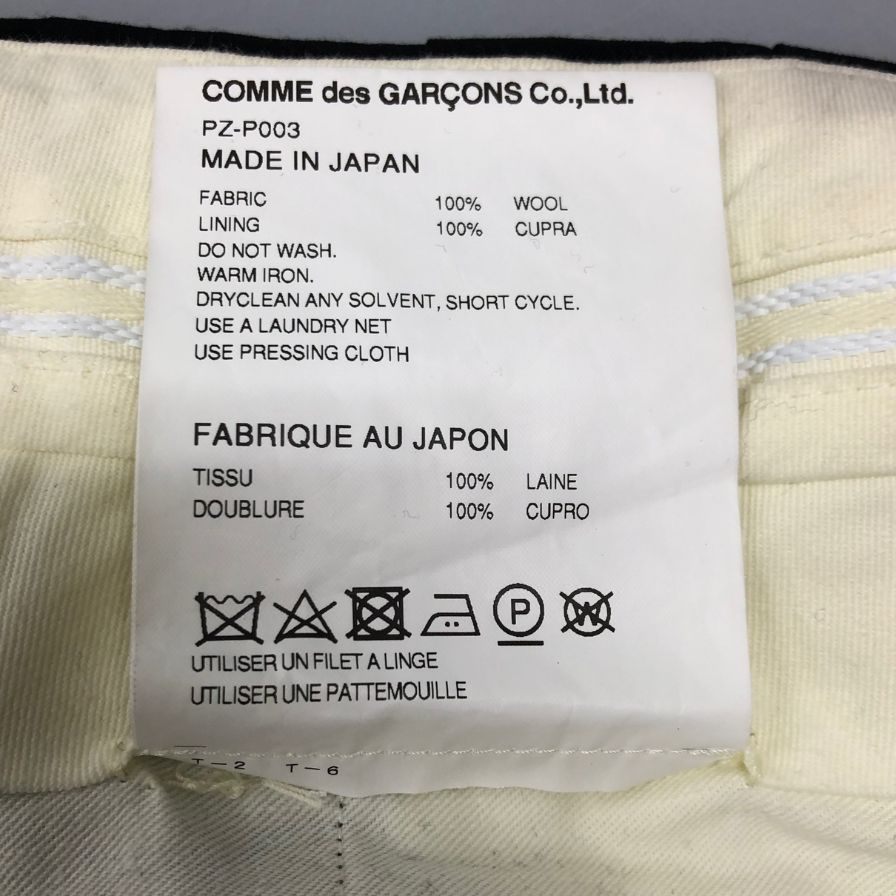 COMME des GARÇONS Co.,Ltd.
PZ-P003
MADE IN JAPAN
FABRIC 100% WOOL
LINING 100% CUPRA
DO NOT WASH.
WARM IRON.
DRYCLEAN ANY SOLVENT, SHORT CYCLE.
USE A LAUNDRY NET
USE PRESSING CLOTH
FABRIQUE AU JAPON
TISSU 100% LAINE
DOUBLURE 100% CUPRO
P W
UTILISER UN FILET A LINGE
UTILISER UNE PATTEMOUILLE
T-2 T-6